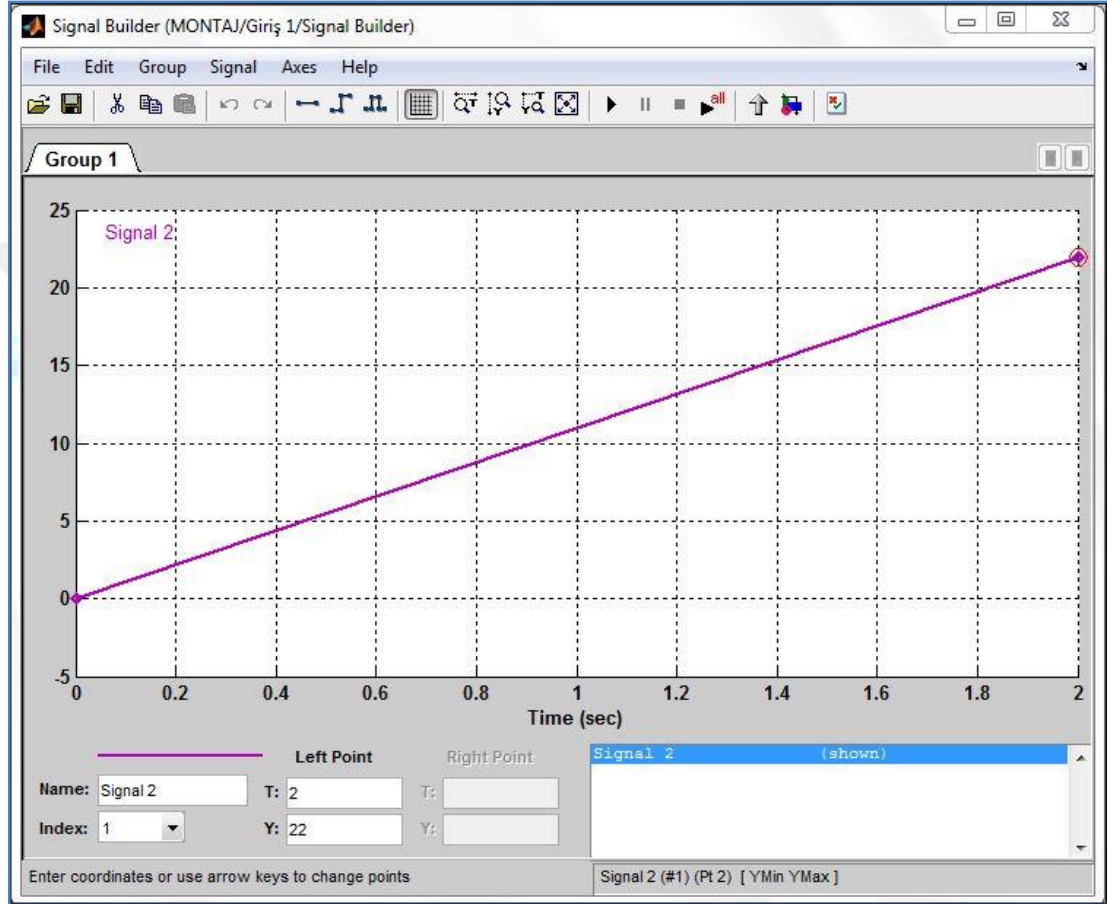 Signal Builder (MONTAJ/Giriş 1/Signal Builder)
File Edit Group Signal Axes Help
all
Group 1
Signal 2
25
20
15
10
5
0
-5
0 0.2 0.4 0.6 0.8 1 1.2 1.4 1.6 1.8 2
Time (sec)
Left Point Right Point
Name: Signal 2 T: 2 T:
Index: 1 Y: 22 Y:
Signal 2 (shown)
Enter coordinates or use arrow keys to change points
Signal 2 (#1) (Pt 2) [ YMin YMax ]